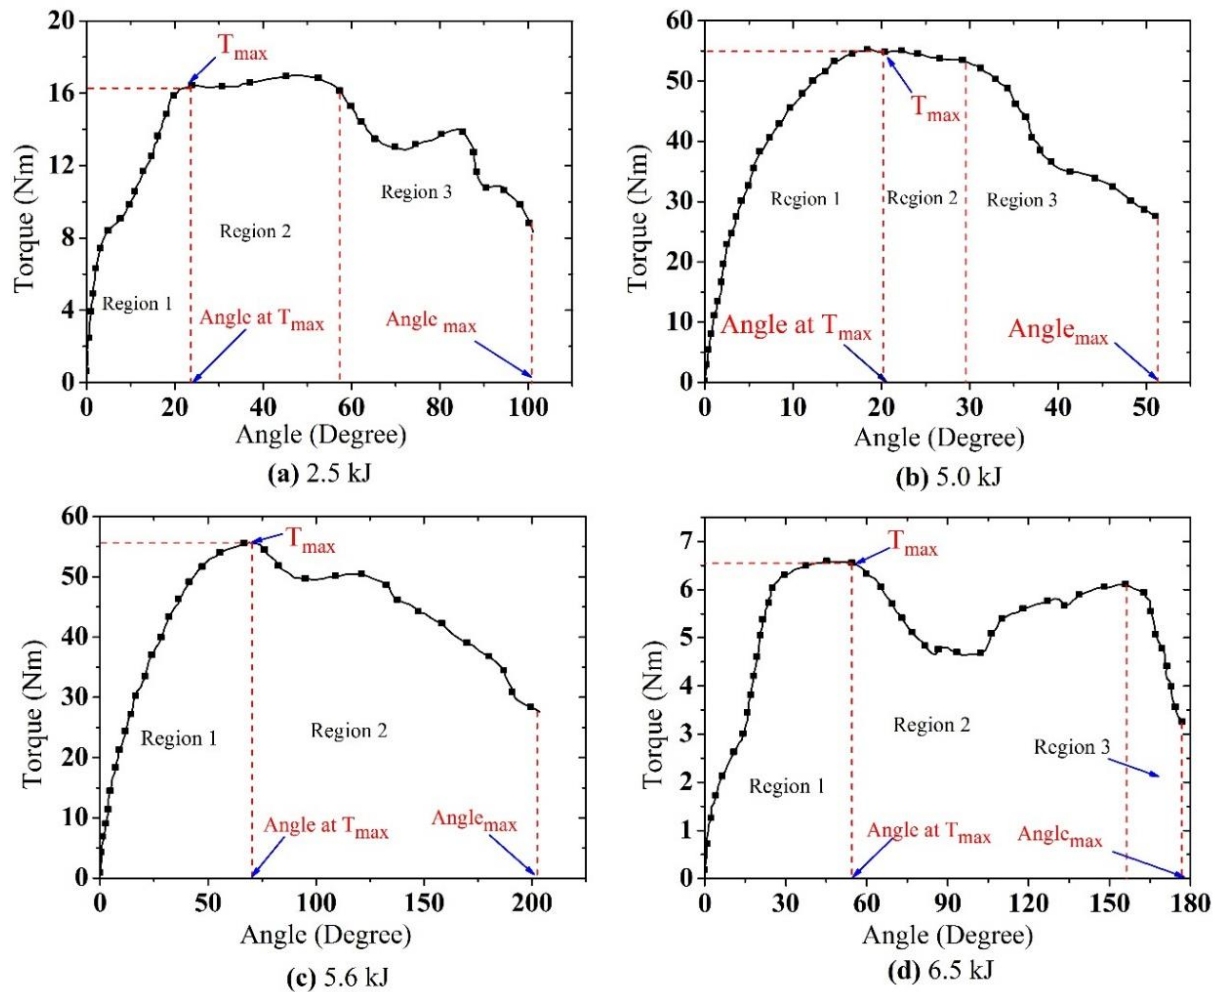 20
16
12
8
4
0
Torque (Nm)
T max
Region 1
Region 2
Region 3
Angle at T max
Angle max
0 20 40 60 80 100
Angle (Degree)
(a) 2.5 kJ
60
50
40
30
20
10
0
Torque (Nm)
T max
Region 1
Region 2
Region 3
Angle at T max
Angle max
0 10 20 30 40 50
Angle (Degree)
(b) 5.0 kJ
60
50
40
30
20
10
0
Torque (Nm)
T max
Region 1
Region 2
Angle at T max
Angle max
0 50 100 150 200
Angle (Degree)
(c) 5.6 kJ
7
6
5
4
3
2
1
0
Torque (Nm)
T max
Region 1
Region 2
Region 3
Angle at T max
Angle max
0 30 60 90 120 150 180
Angle (Degree)
(d) 6.5 kJ